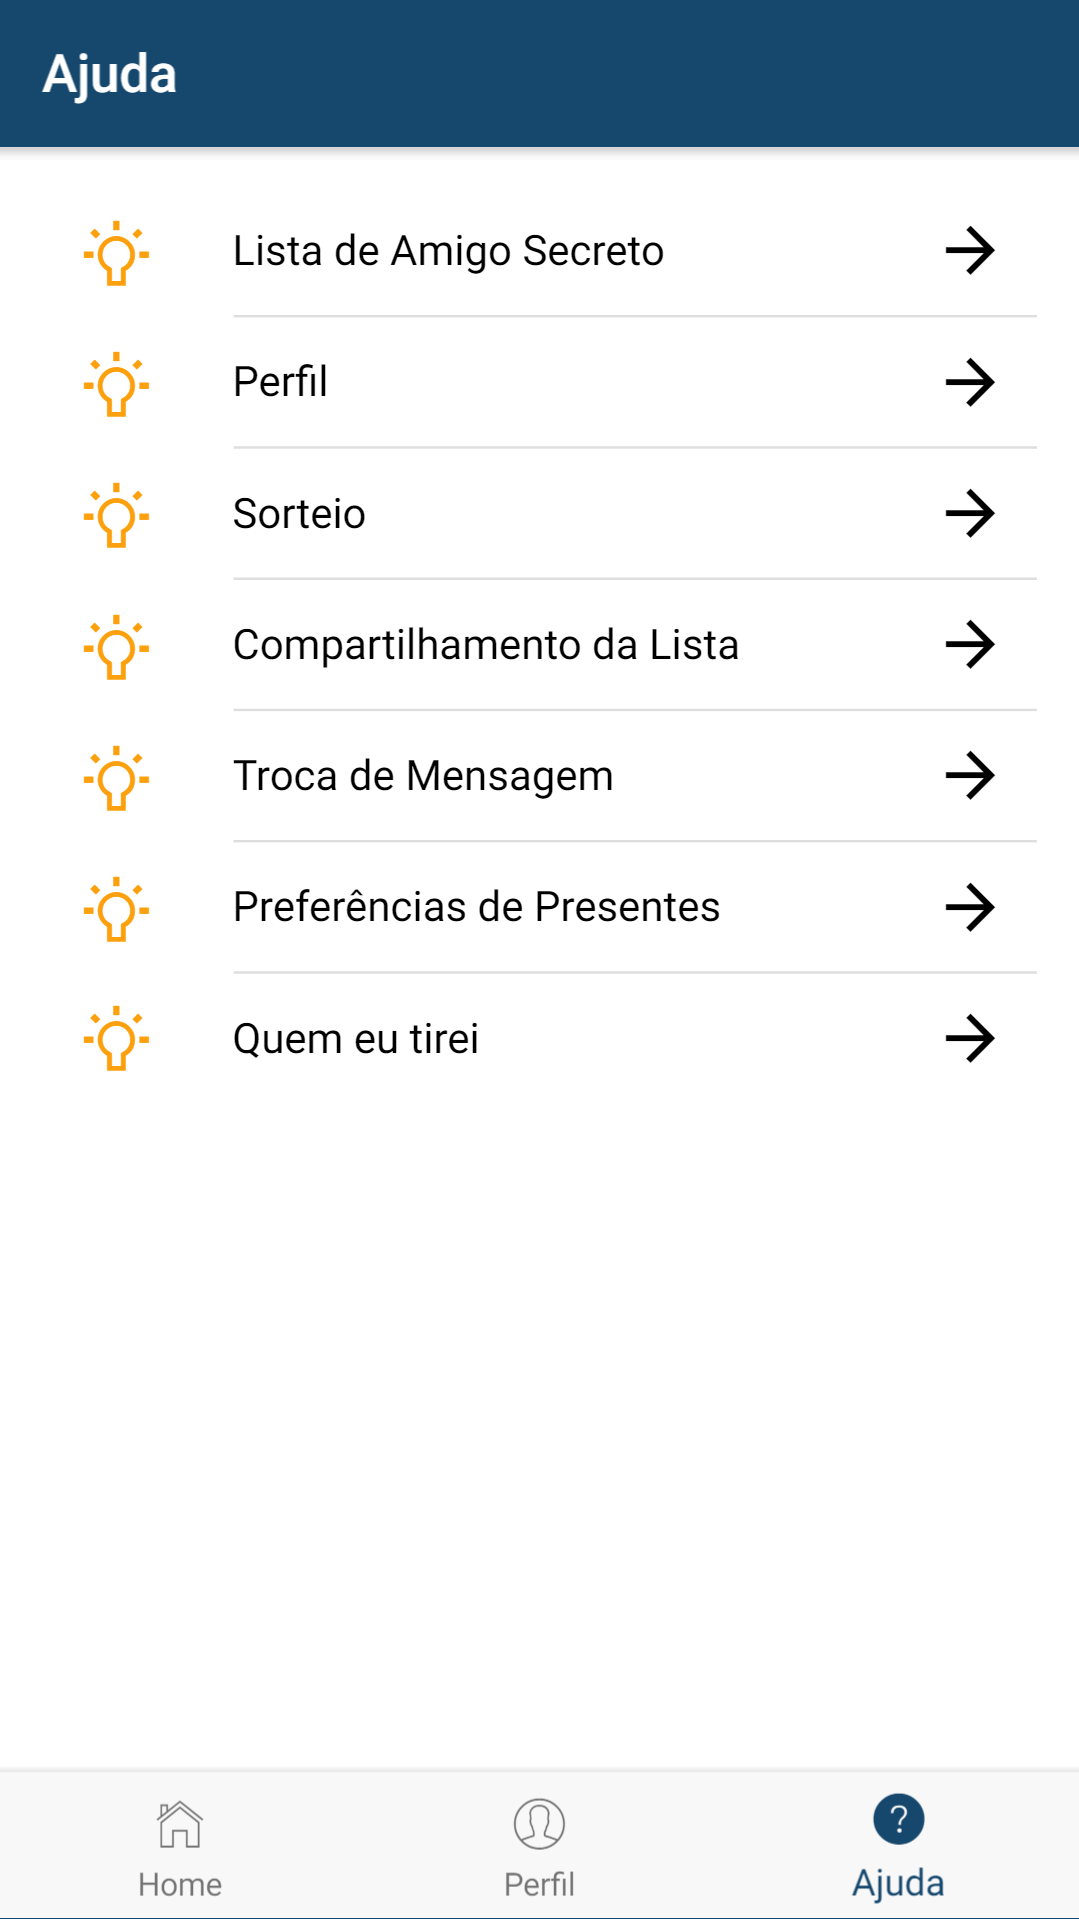 Ajuda
Lista de Amigo Secreto
Perfil
Sorteio
Compartilhamento da Lista
Troca de Mensagem
Preferências de Presentes
Quem eu tirei
?
Home
Perfil
Ajuda